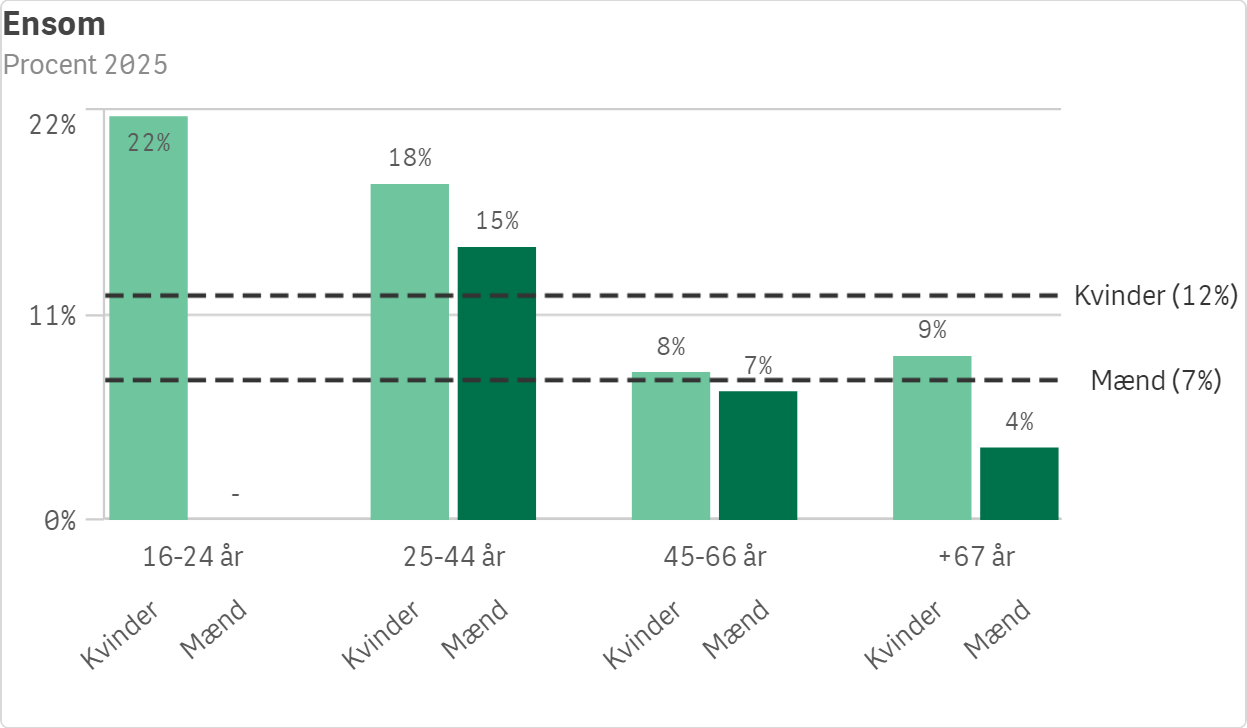 Ensom
Procent 2025
22%
11%
0%
22%
-
18%
15%
8%
7%
9%
4%
Kvinder (12%)
Mænd (7%)
16-24 år
25-44 år
45-66 år
+67 år
Kvinder
Mænd
Kvinder
Mænd
Kvinder
Mænd
Kvinder
Mænd